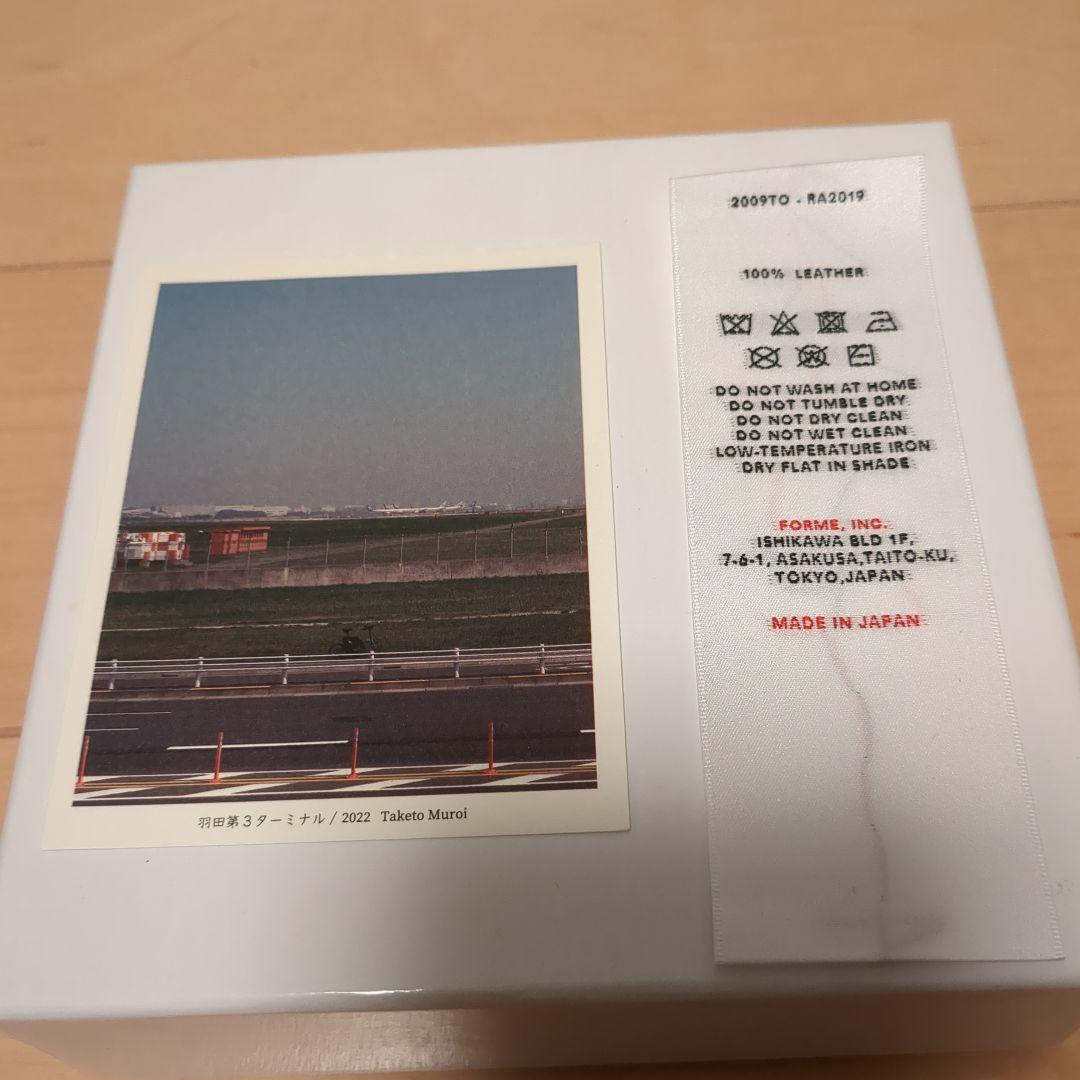 羽田第3ターミナル / 2022 Taketo Muroi
2009TO - RA2019
100% LEATHER
DO NOT WASH AT HOME
DO NOT TUMBLE DRY
DO NOT DRY CLEAN
DO NOT WET CLEAN
LOW-TEMPERATURE IRON
DRY FLAT IN SHADE
FORME, INC.
ISHIKAWA BLD 1F,
7-6-1, ASAKUSA,TAITO-KU,
TOKYO,JAPAN
MADE IN JAPAN